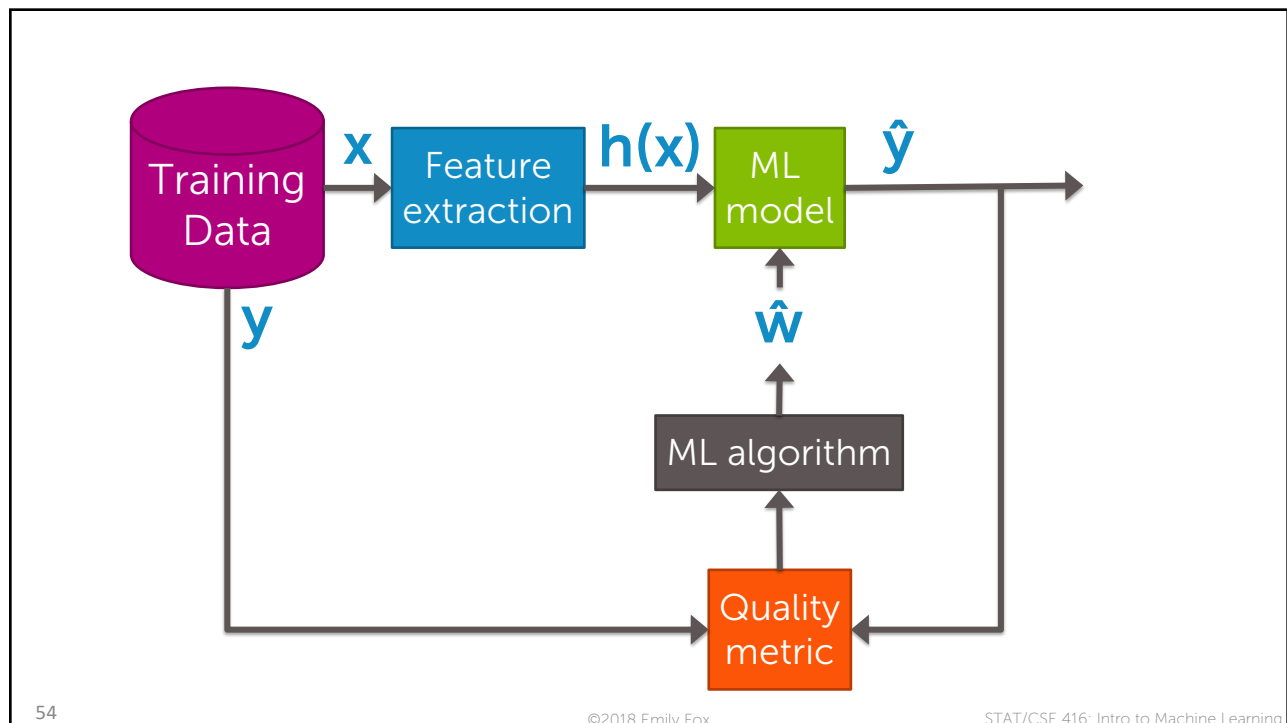 Training
Data
x
Feature
extraction
h(x)
ML
model
ŷ
y
ŵ
ML algorithm
Quality
metric
54
©2018 Emily Fox
STAT/CSE 416: Intro to Machine Learning